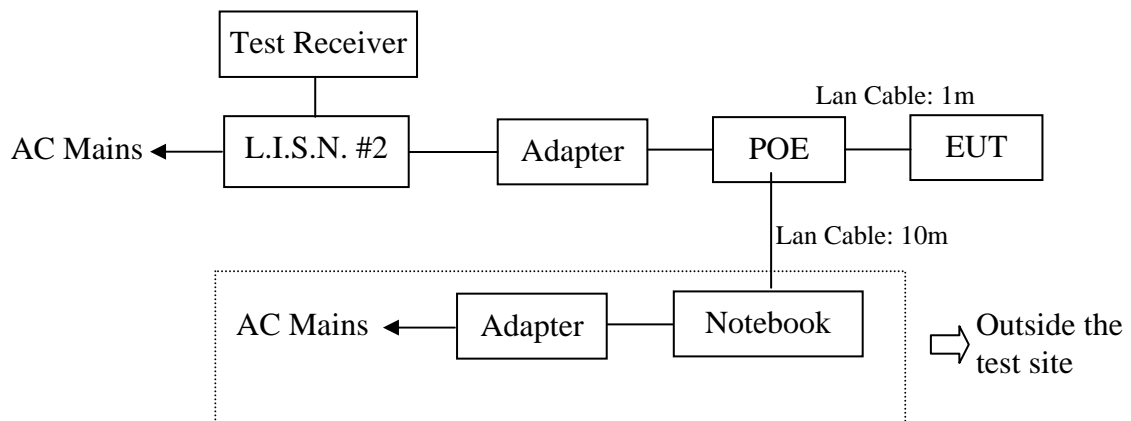 Test Receiver
Lan Cable: 1m
AC Mains
L.I.S.N. #2
Adapter
POE
EUT
Lan Cable: 10m
AC Mains
Adapter
Notebook
Outside the
test site